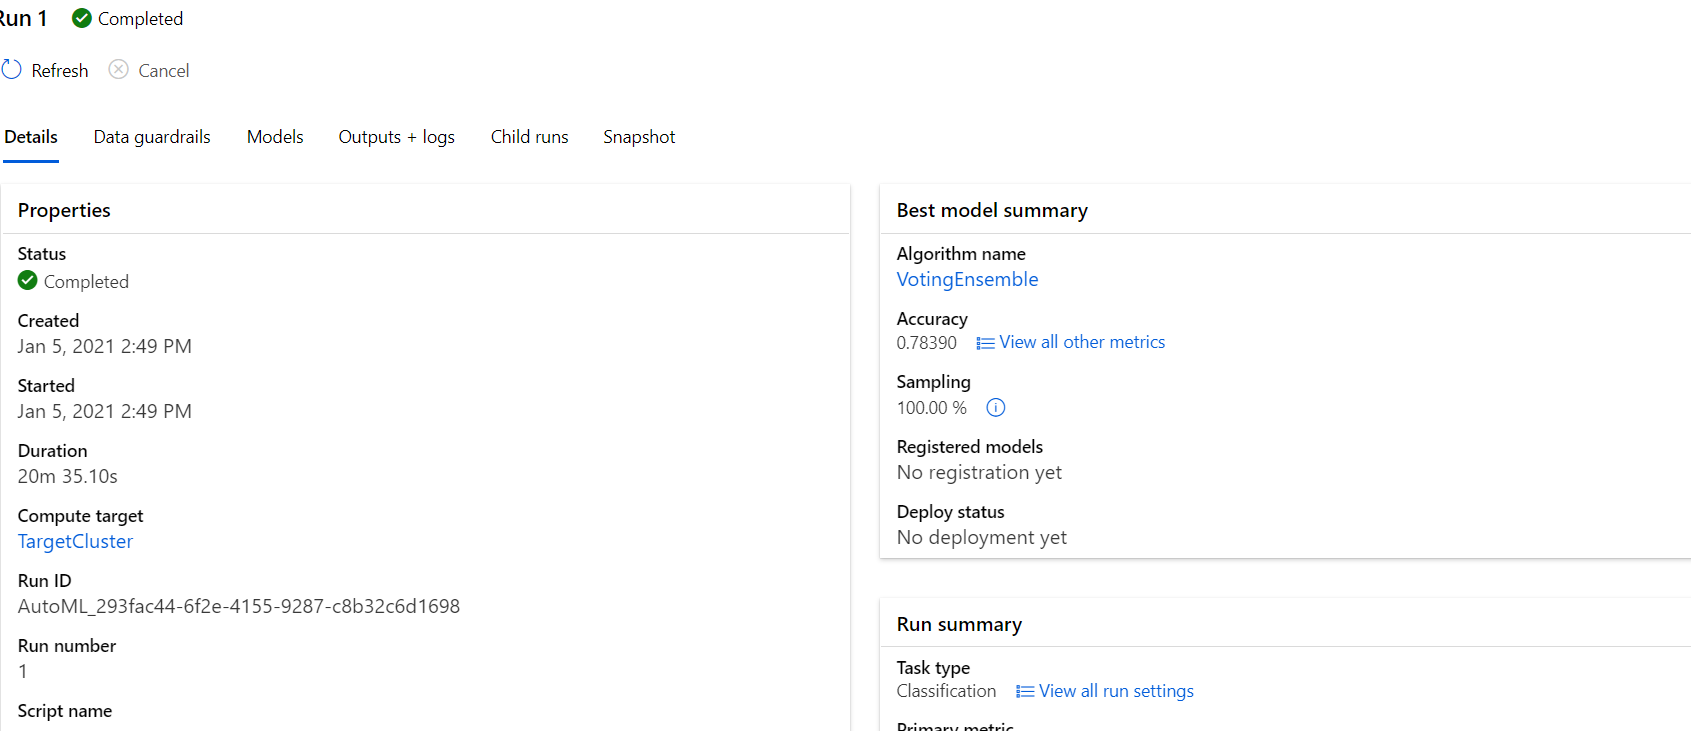 Run 1 Completed
Refresh Cancel
Details Data guardrails Models Outputs + logs Child runs Snapshot
Properties
Status
Completed
Created
Jan 5, 2021 2:49 PM
Started
Jan 5, 2021 2:49 PM
Duration
20m 35.10s
Compute target
TargetCluster
Run ID
AutoML_293fac44-6f2e-4155-9287-c8b32c6d1698
Run number
1
Script name
Best model summary
Algorithm name
VotingEnsemble
Accuracy
0.78390 View all other metrics
Sampling
100.00 %
Registered models
No registration yet
Deploy status
No deployment yet
Run summary
Task type
Classification View all run settings
Primary metric